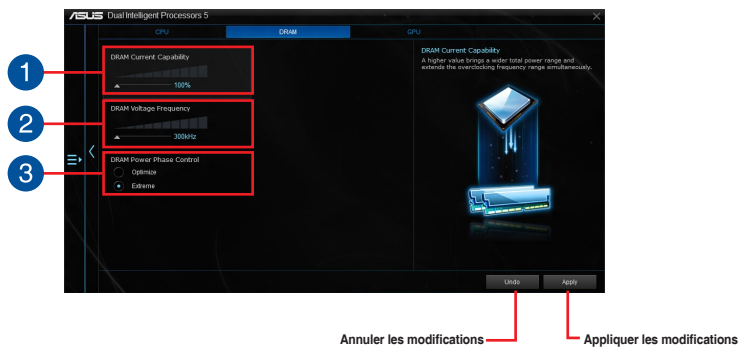 ASUS Dual Intelligent Processors 5
CPU
DRAM
GPU
1
DRAM Current Capability
100%
2
DRAM Voltage Frequency
300kHz
3
DRAM Power Phase Control
Optimize
Extreme
DRAM Current Capability
A higher value brings a wider total power range and
extends the overclocking frequency range simultaneously.
Undo
Apply
Annuler les modifications
Appliquer les modifications